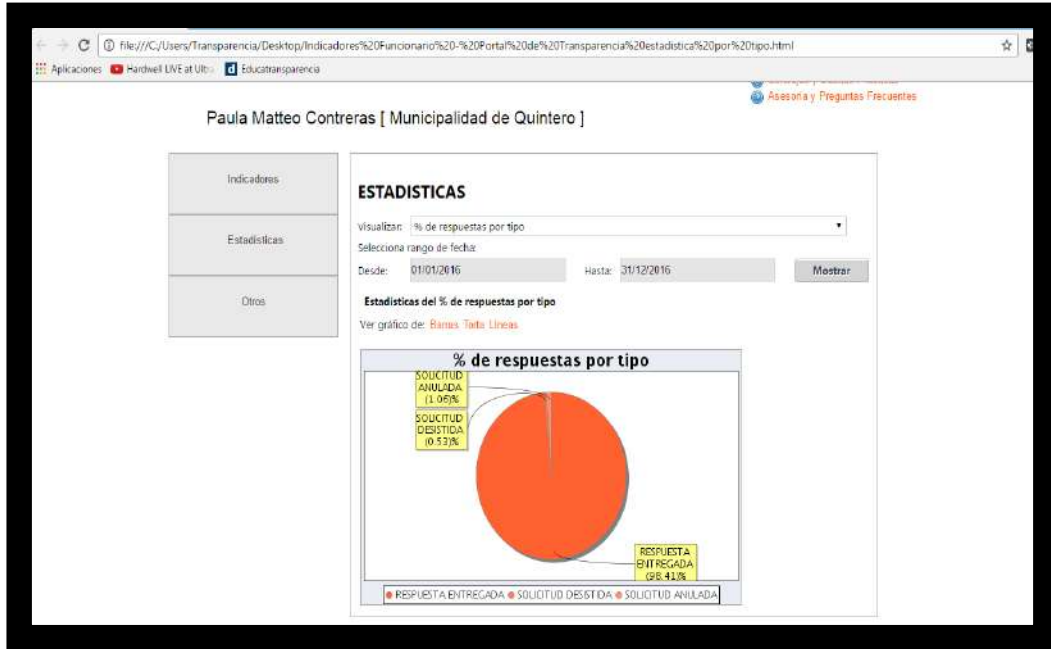 file:///C:/Users/Transparencia/Desktop/Indicadores%20Funcionario%20-%20Portal%20de%20Transparencia%20estadistica%20por%20tipo.html
Aplicaciones Hardwell LIVE at Ultra Educatransparencia
Asesoria y Preguntas Frecuentes
Paula Matteo Contreras [ Municipalidad de Quintero ]
Indicadores
Estadísticas
Otros
ESTADISTICAS
Visualizar: % de respuestas por tipo
Selecciona rango de fecha:
Desde: 01/01/2016 Hasta: 31/12/2016 Mostrar
Estadísticas del % de respuestas por tipo
Ver gráfico de: Barras Torta Líneas
% de respuestas por tipo
SOLICITUD
ANULADA
(1.06)%
SOLICITUD
DESISTIDA
(0.53)%
RESPUESTA
ENTREGADA
(98.41)%
RESPUESTA ENTREGADA SOLICITUD DESISTIDA SOLICITUD ANULADA